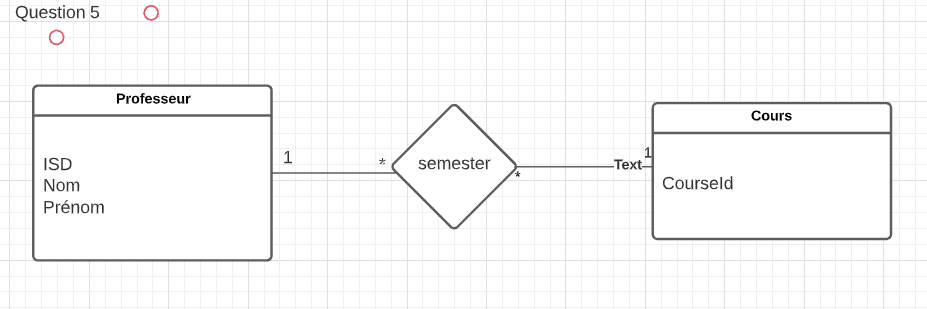 Question 5
Professeur
ISD
Nom
Prénom
1
*
semester
*
Text
1
Cours
CourseId